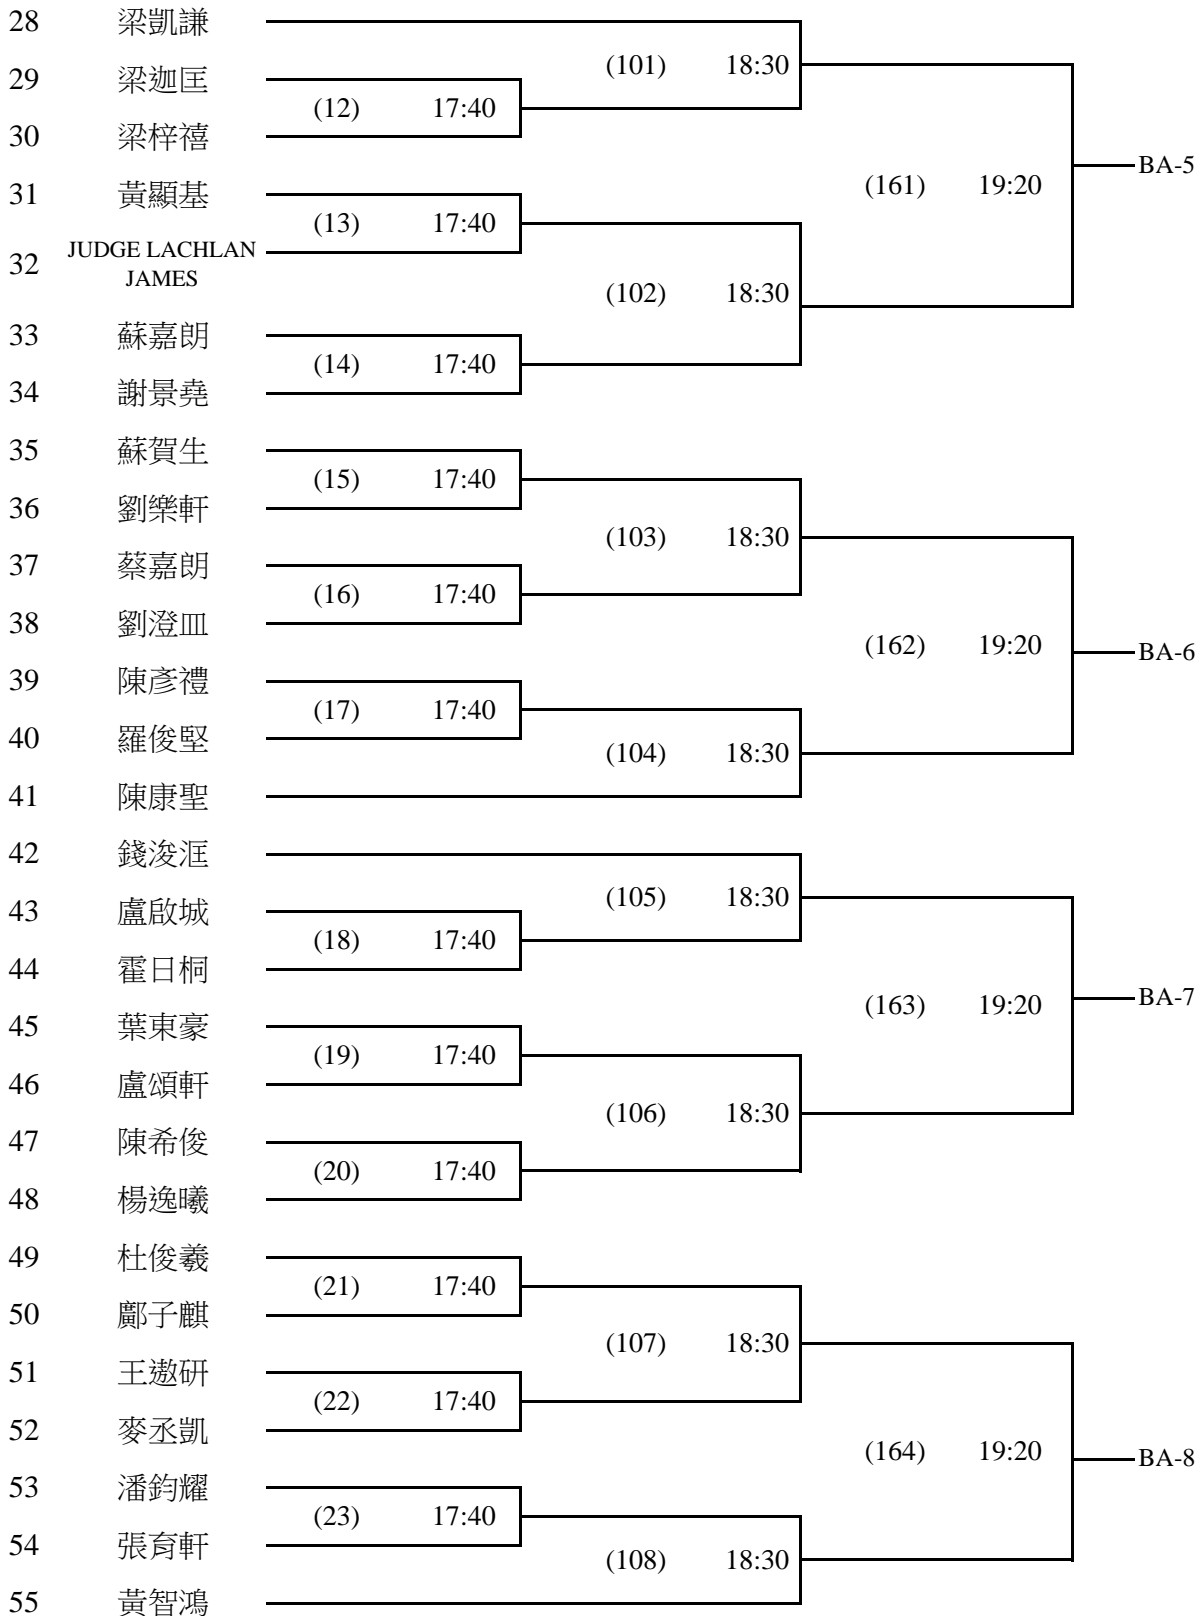 28 梁凱謙
(101) 18:30
29 梁迦匡
(12) 17:40
30 梁梓禧
BA-5
31 黃顯基
(161) 19:20
(13) 17:40
32 JUDGE LACHLAN
JAMES
(102) 18:30
33 蘇嘉朗
(14) 17:40
34 謝景堯
35 蘇賀生
(15) 17:40
36 劉樂軒
(103) 18:30
37 蔡嘉朗
(16) 17:40
38 劉澄皿
(162) 19:20
BA-6
39 陳彥禮
(17) 17:40
40 羅俊堅
(104) 18:30
41 陳康聖
42 錢浚洭
(105) 18:30
43 盧啟城
(18) 17:40
44 霍日桐
BA-7
(163) 19:20
45 葉東豪
(19) 17:40
46 盧頌軒
(106) 18:30
47 陳希俊
(20) 17:40
48 楊逸曦
49 杜俊羲
(21) 17:40
50 鄺子麒
(107) 18:30
51 王遨研
(22) 17:40
52 麥丞凱
(164) 19:20
BA-8
53 潘鈞耀
(23) 17:40
54 張育軒
(108) 18:30
55 黃智鴻